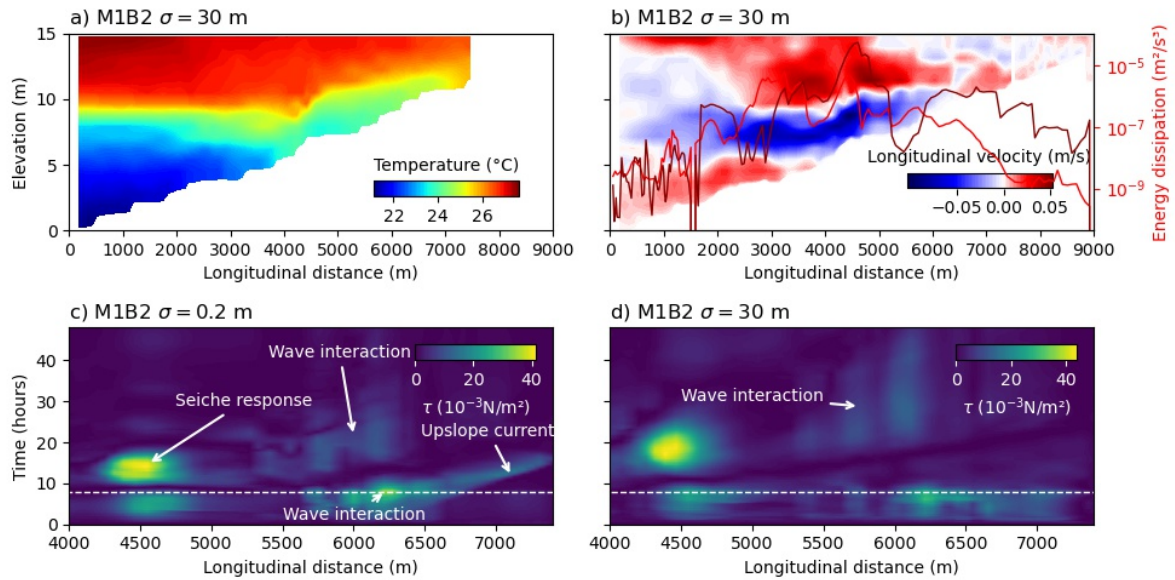 a) M1B2 σ = 30 m
b) M1B2 σ = 30 m
15
10
5
0
Elevation (m)
Temperature (°C)
22 24 26
0 1000 2000 3000 4000 5000 6000 7000 8000 9000
Longitudinal distance (m)
Longitudinal velocity (m/s)
−0.05 0.00 0.05
10⁻⁵
10⁻⁷
10⁻⁹
Energy dissipation (m²/s³)
0 1000 2000 3000 4000 5000 6000 7000 8000 9000
Longitudinal distance (m)
c) M1B2 σ = 0.2 m
d) M1B2 σ = 30 m
40
30
20
10
0
Time (hours)
Wave interaction
0 20 40
τ (10⁻³N/m²)
Seiche response
Upslope current
Wave interaction
4000 4500 5000 5500 6000 6500 7000
Longitudinal distance (m)
40
30
20
10
0
0 20 40
τ (10⁻³N/m²)
Wave interaction
4000 4500 5000 5500 6000 6500 7000
Longitudinal distance (m)